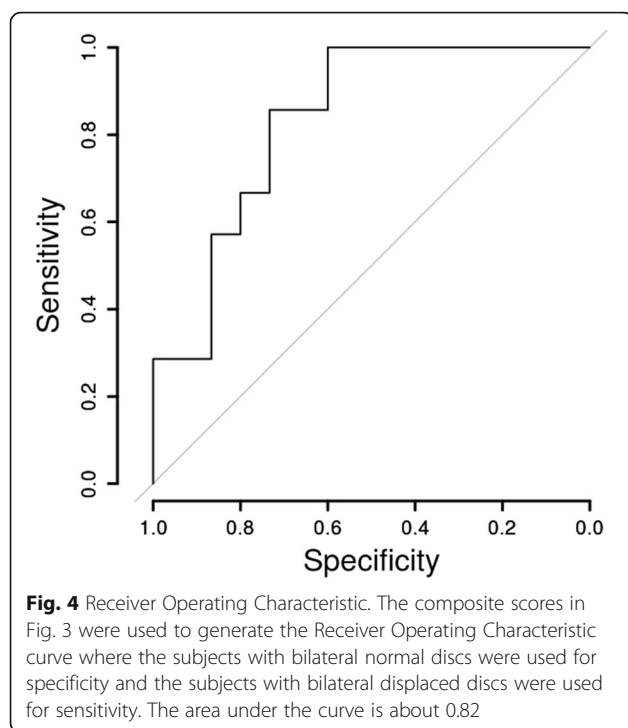 1.0
0.8
0.6
0.4
0.2
0.0
Sensitivity
1.0 0.8 0.6 0.4 0.2 0.0
Specificity
Fig. 4 Receiver Operating Characteristic. The composite scores in
Fig. 3 were used to generate the Receiver Operating Characteristic
curve where the subjects with bilateral normal discs were used for
specificity and the subjects with bilateral displaced discs were used
for sensitivity. The area under the curve is about 0.82